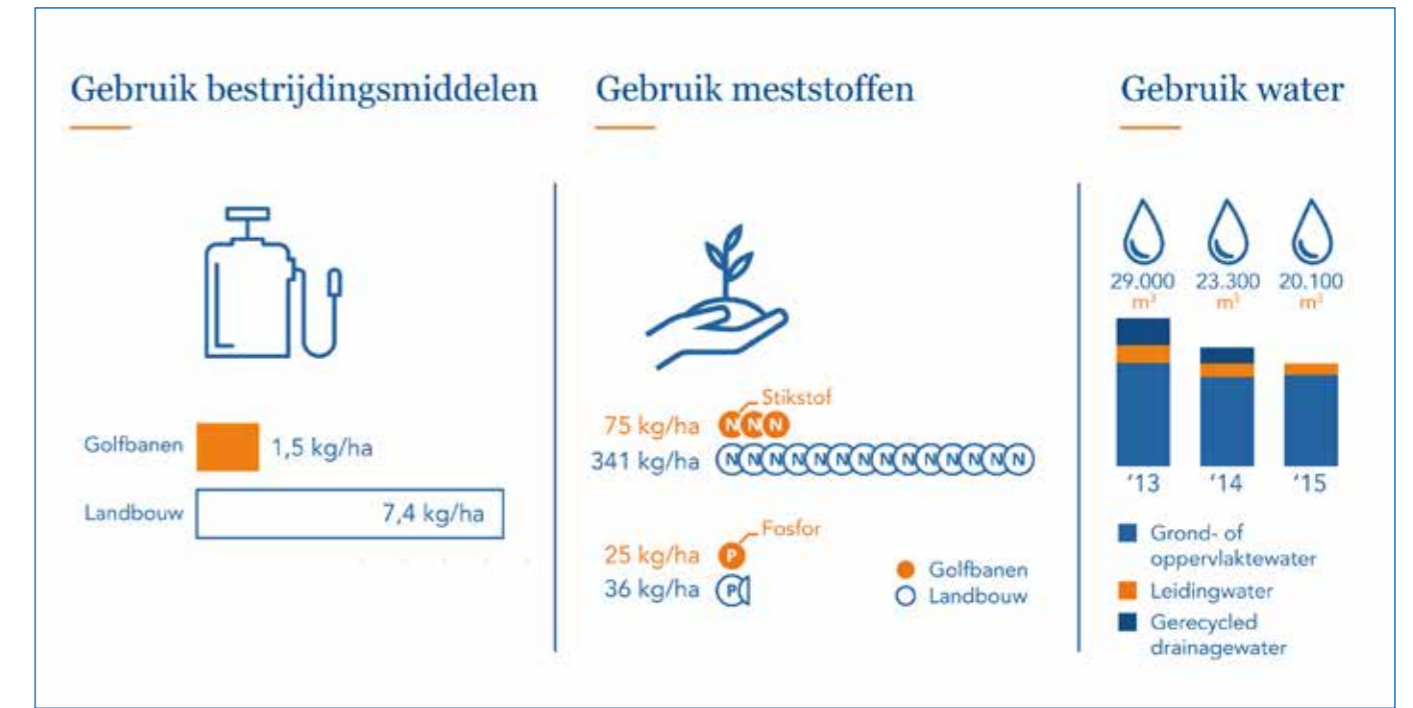 Gebruik bestrijdingsmiddelen
Golfbanen
1,5 kg/ha
Landbouw
7,4 kg/ha
Gebruik meststoffen
Stikstof
75 kg/ha
N N N
341 kg/ha
N N N N N N N N N N N N N N
Fosfor
25 kg/ha
P
36 kg/ha
P
Golfbanen
Landbouw
Gebruik water
29.000 23.300 20.100
m³ m³ m³
'13 '14 '15
Grond- of
oppervlaktewater
Leidingwater
Gerecycled
drainagewater